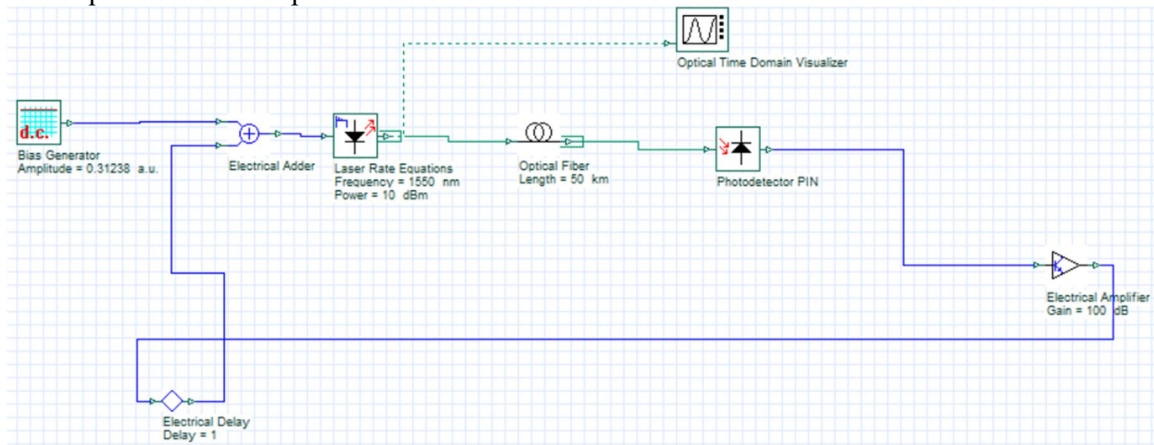 d.c.
Bias Generator
Amplitude = 0.31238 a.u.
Electrical Adder
Laser Rate Equations
Frequency = 1550 nm
Power = 10 dBm
Optical Time Domain Visualizer
Optical Fiber
Length = 50 km
Photodetector PIN
Electrical Amplifier
Gain = 100 dB
Electrical Delay
Delay = 1